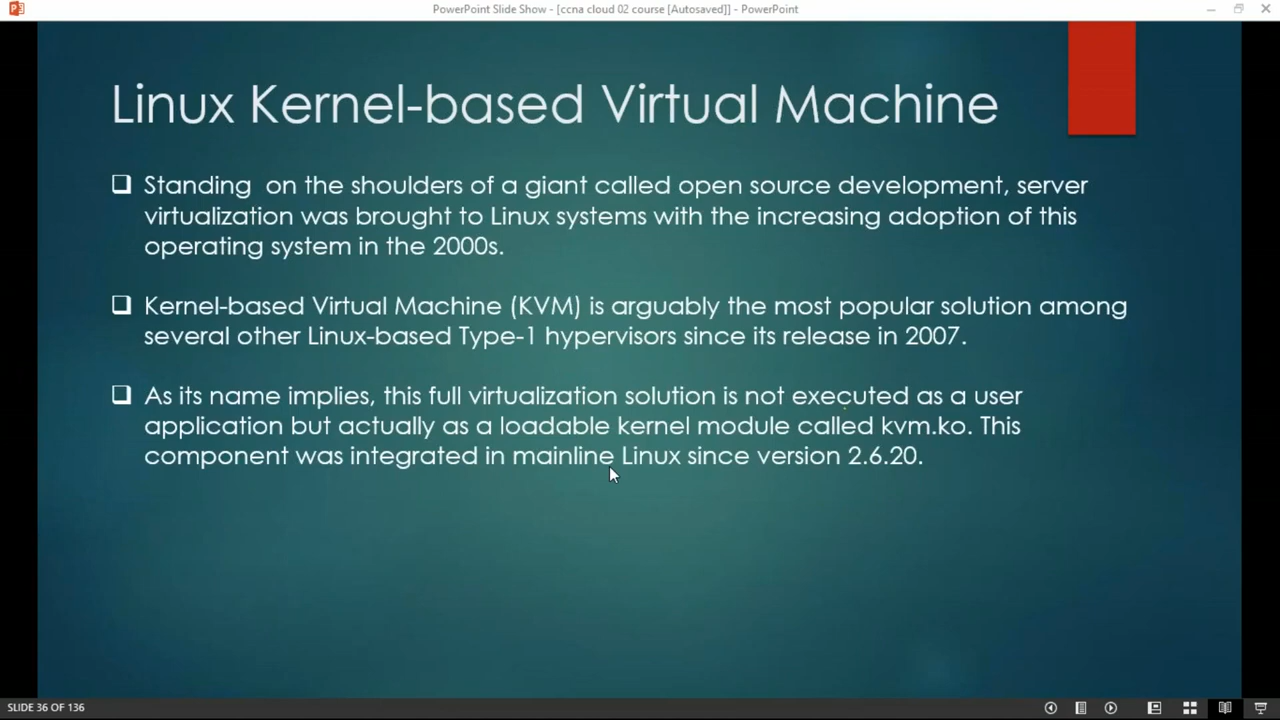 PowerPoint Slide Show - [ccna cloud 02 course [Autosaved]] - PowerPoint
Linux Kernel-based Virtual Machine
Standing on the shoulders of a giant called open source development, server
virtualization was brought to Linux systems with the increasing adoption of this
operating system in the 2000s.
Kernel-based Virtual Machine (KVM) is arguably the most popular solution among
several other Linux-based Type-1 hypervisors since its release in 2007.
As its name implies, this full virtualization solution is not executed as a user
application but actually as a loadable kernel module called kvm.ko. This
component was integrated in mainline Linux since version 2.6.20.
SLIDE 36 OF 136